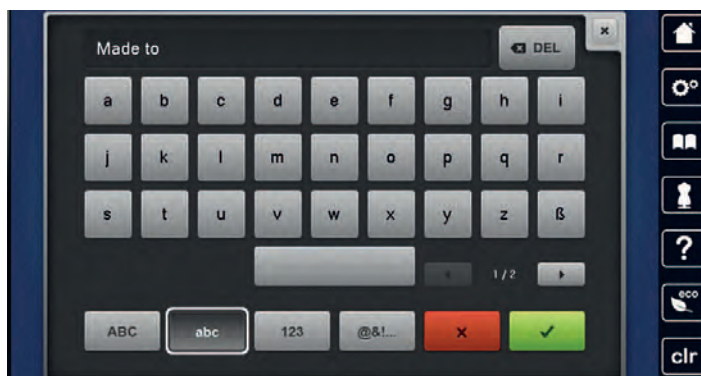 Made to
DEL
a b c d e f g h i
j k l m n o p q r
s t u v w x y z ß
1 / 2
ABC abc 123 @&!... 
?
eco
clr